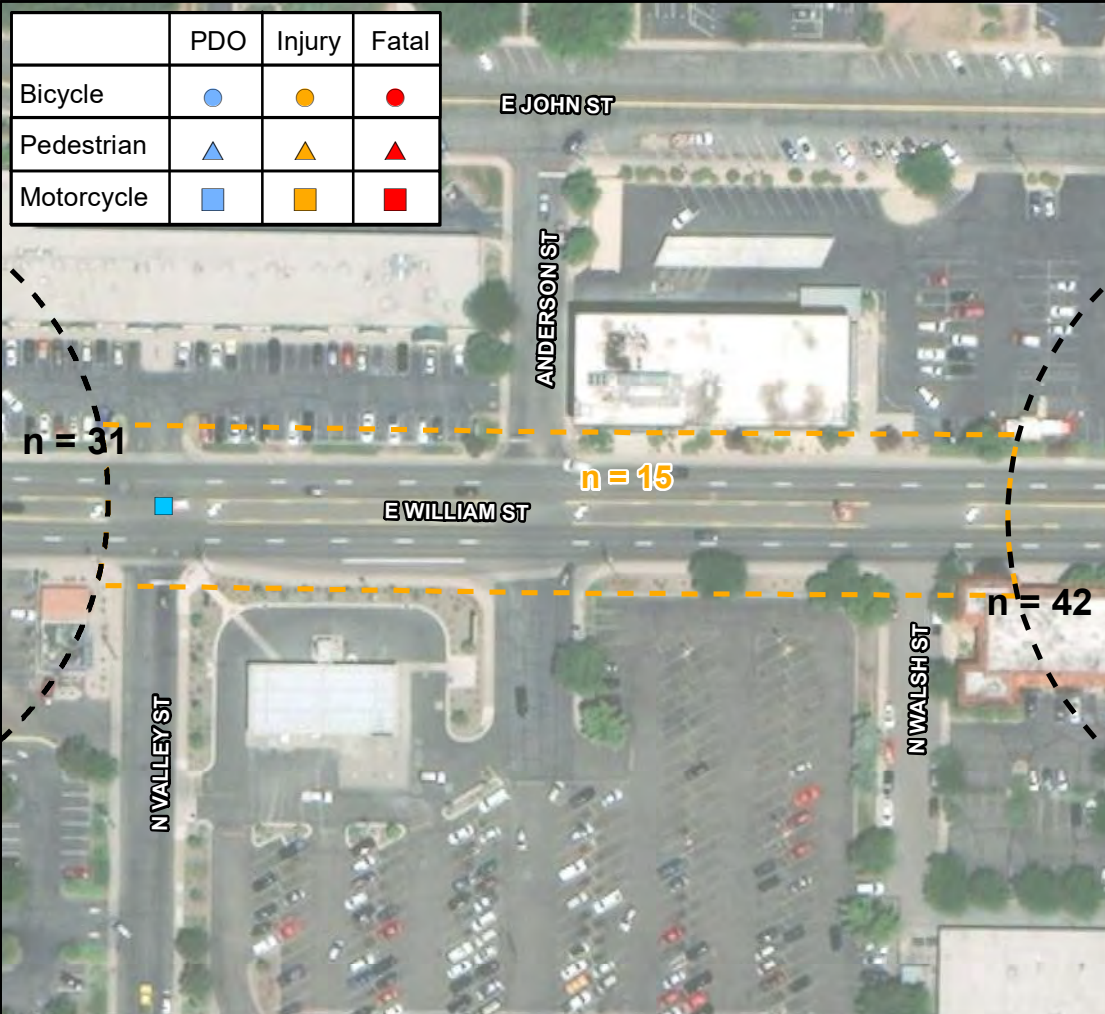 PDO Injury Fatal
Bicycle
Pedestrian
Motorcycle
E JOHN ST
ANDERSON ST
n = 31
n = 15
E WILLIAM ST
n = 42
N WALSH ST
N VALLEY ST